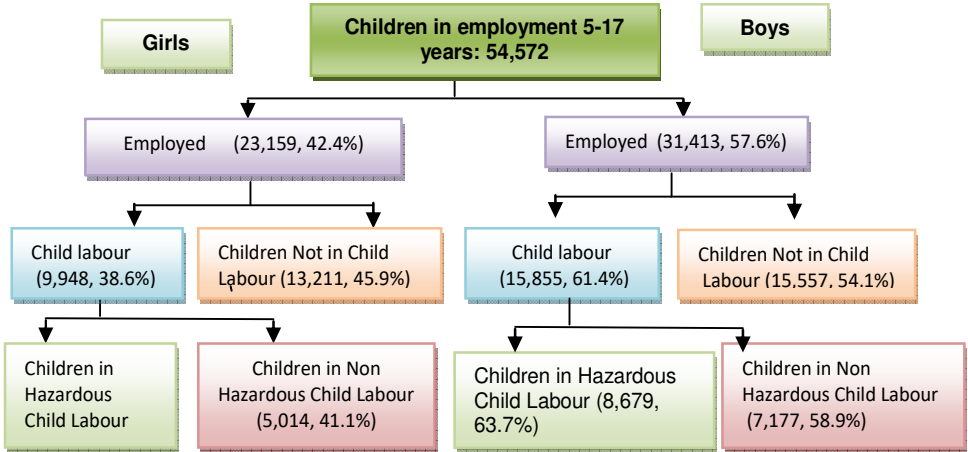 Girls
Children in employment 5-17
years: 54,572
Boys
Employed (23,159, 42.4%)
Employed (31,413, 57.6%)
Child labour
(9,948, 38.6%)
Children Not in Child
Labour (13,211, 45.9%)
Child labour
(15,855, 61.4%)
Children Not in Child
Labour (15,557, 54.1%)
Children in
Hazardous
Child Labour
Children in Non
Hazardous Child Labour
(5,014, 41.1%)
Children in Hazardous
Child Labour (8,679,
63.7%)
Children in Non
Hazardous Child Labour
(7,177, 58.9%)